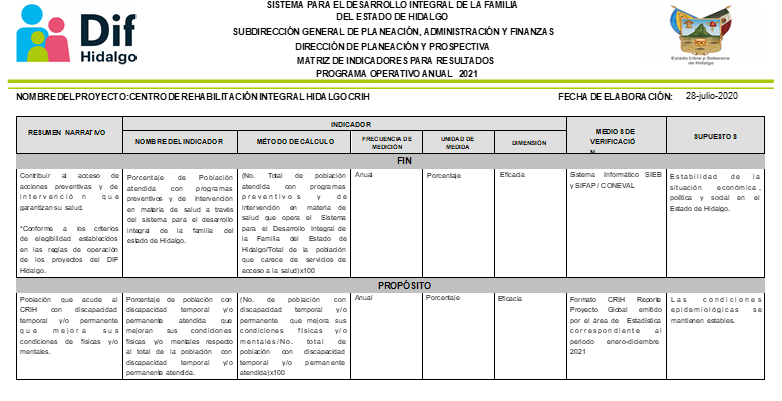 SISTEMA PARA EL DESARROLLO INTEGRAL DE LA FAMILIA
DEL ESTADO DE HIDALGO
SUBDIRECCIÓN GENERAL DE PLANEACIÓN, ADMINISTRACIÓN Y FINANZAS
DIRECCIÓN DE PLANEACIÓN Y PROSPECTIVA
MATRIZ DE INDICADORES PARA RESULTADOS
PROGRAMA OPERATIVO ANUAL 2021
Dif
Hidalgo
Estado Libre y Soberano
de Hidalgo
NOMBRE DEL PROYECTO: CENTRO DE REHABILITACIÓN INTEGRAL HIDALGO CRIH
FECHA DE ELABORACIÓN: 28-julio-2020
RESUMEN NARRATIVO
INDICADOR
NOMBRE DEL INDICADOR
MÉTODO DE CÁLCULO
FRECUENCIA DE
MEDICIÓN
UNIDAD DE
MEDIDA
DIMENSIÓN
MEDIOS DE
VERIFICACIÓ
N
SUPUESTOS
FIN
Contribuir al acceso de
acciones preventivas y de
intervención que
garantizan su salud.
*Conforme a los criterios
de elegibilidad establecidos
en las reglas de operación
de los proyectos del DIF
Hidalgo.
Porcentaje de Población
atendida con programas
preventivos y de intervención
en materia de salud a través
del sistema para el desarrollo
integral de la familia del
estado de Hidalgo.
(No. Total de población
atendida con programas
preventivos y de
intervención en materia de
salud que opera el Sistema
para el Desarrollo Integral de
la Familia del Estado de
Hidalgo/Total de la población
que carece de servicios de
acceso a la salud)x100
Anual
Porcentaje
Eficacia
Sistema Informático SIEB
y SIFAP / CONEVAL
Estabilidad de la
situación económica,
política y social en el
Estado de Hidalgo.
PROPÓSITO
Población que acude al
CRIH con discapacidad
temporal y/o permanente
que mejora sus
condiciones de físicas y/o
mentales.
Porcentaje de población con
discapacidad temporal y/o
permanente atendida que
mejoran sus condiciones
físicas y/o mentales respecto
al total de la población con
discapacidad temporal y/o
permanente atendida.
(No. de población con
discapacidad temporal y/o
permanente que mejora sus
condiciones físicas y/o
mentales/No. total de
población con discapacidad
temporal y/o permanente
atendida)x100
Anual
Porcentaje
Eficacia
Formato CRIH Reporte
Proyecto Global emitido
por el área de Estadística
correspondiente al
período enero-diciembre
2021
Las condiciones
epidemiológicas se
mantienen estables.